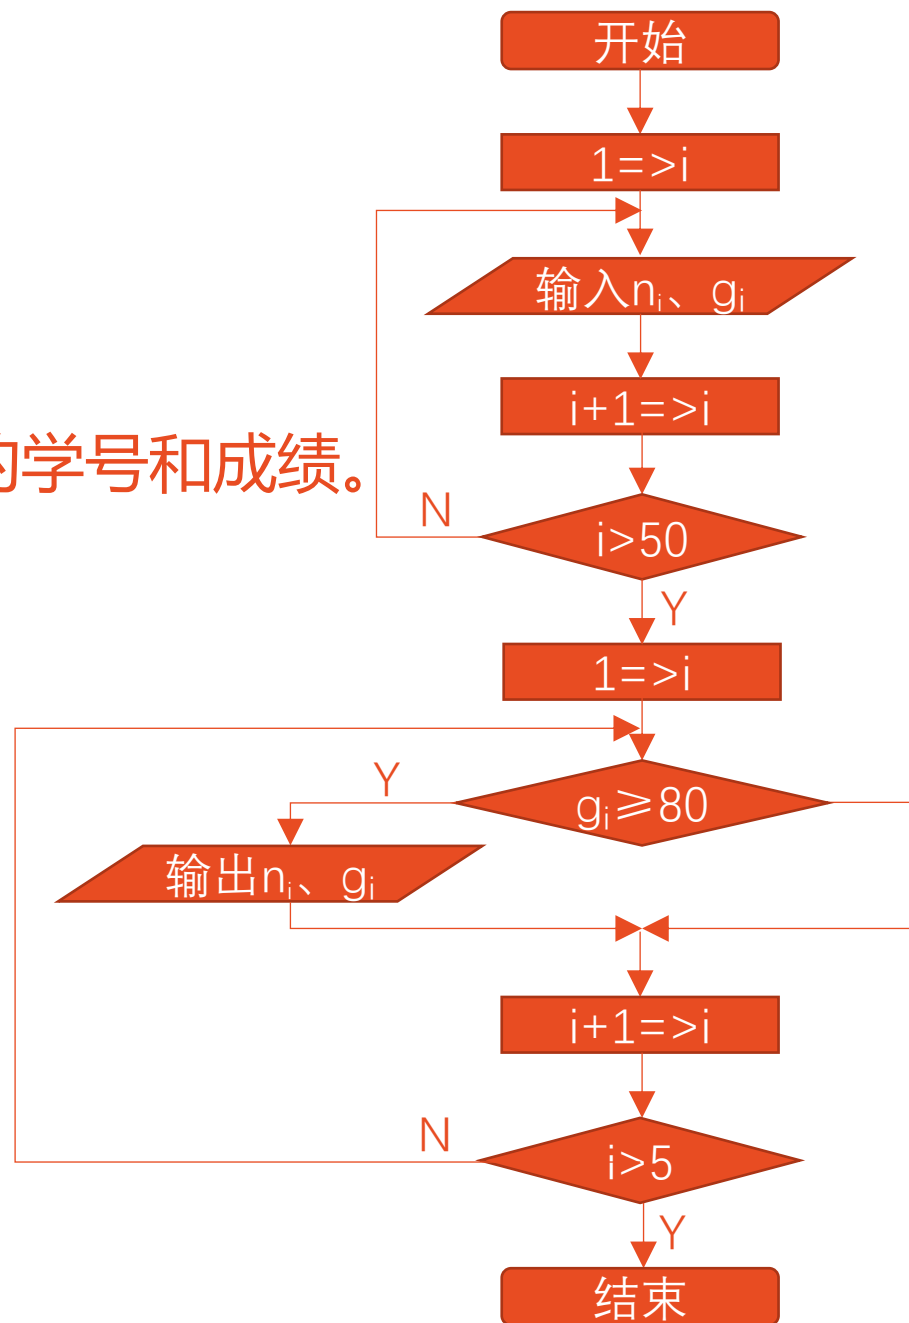 开始
1=>i
输入nᵢ、gᵢ
i+1=>i
的学号和成绩。
N
i>50
Y
1=>i
Y
gᵢ≥80
输出nᵢ、gᵢ
i+1=>i
N
i>5
Y
结束